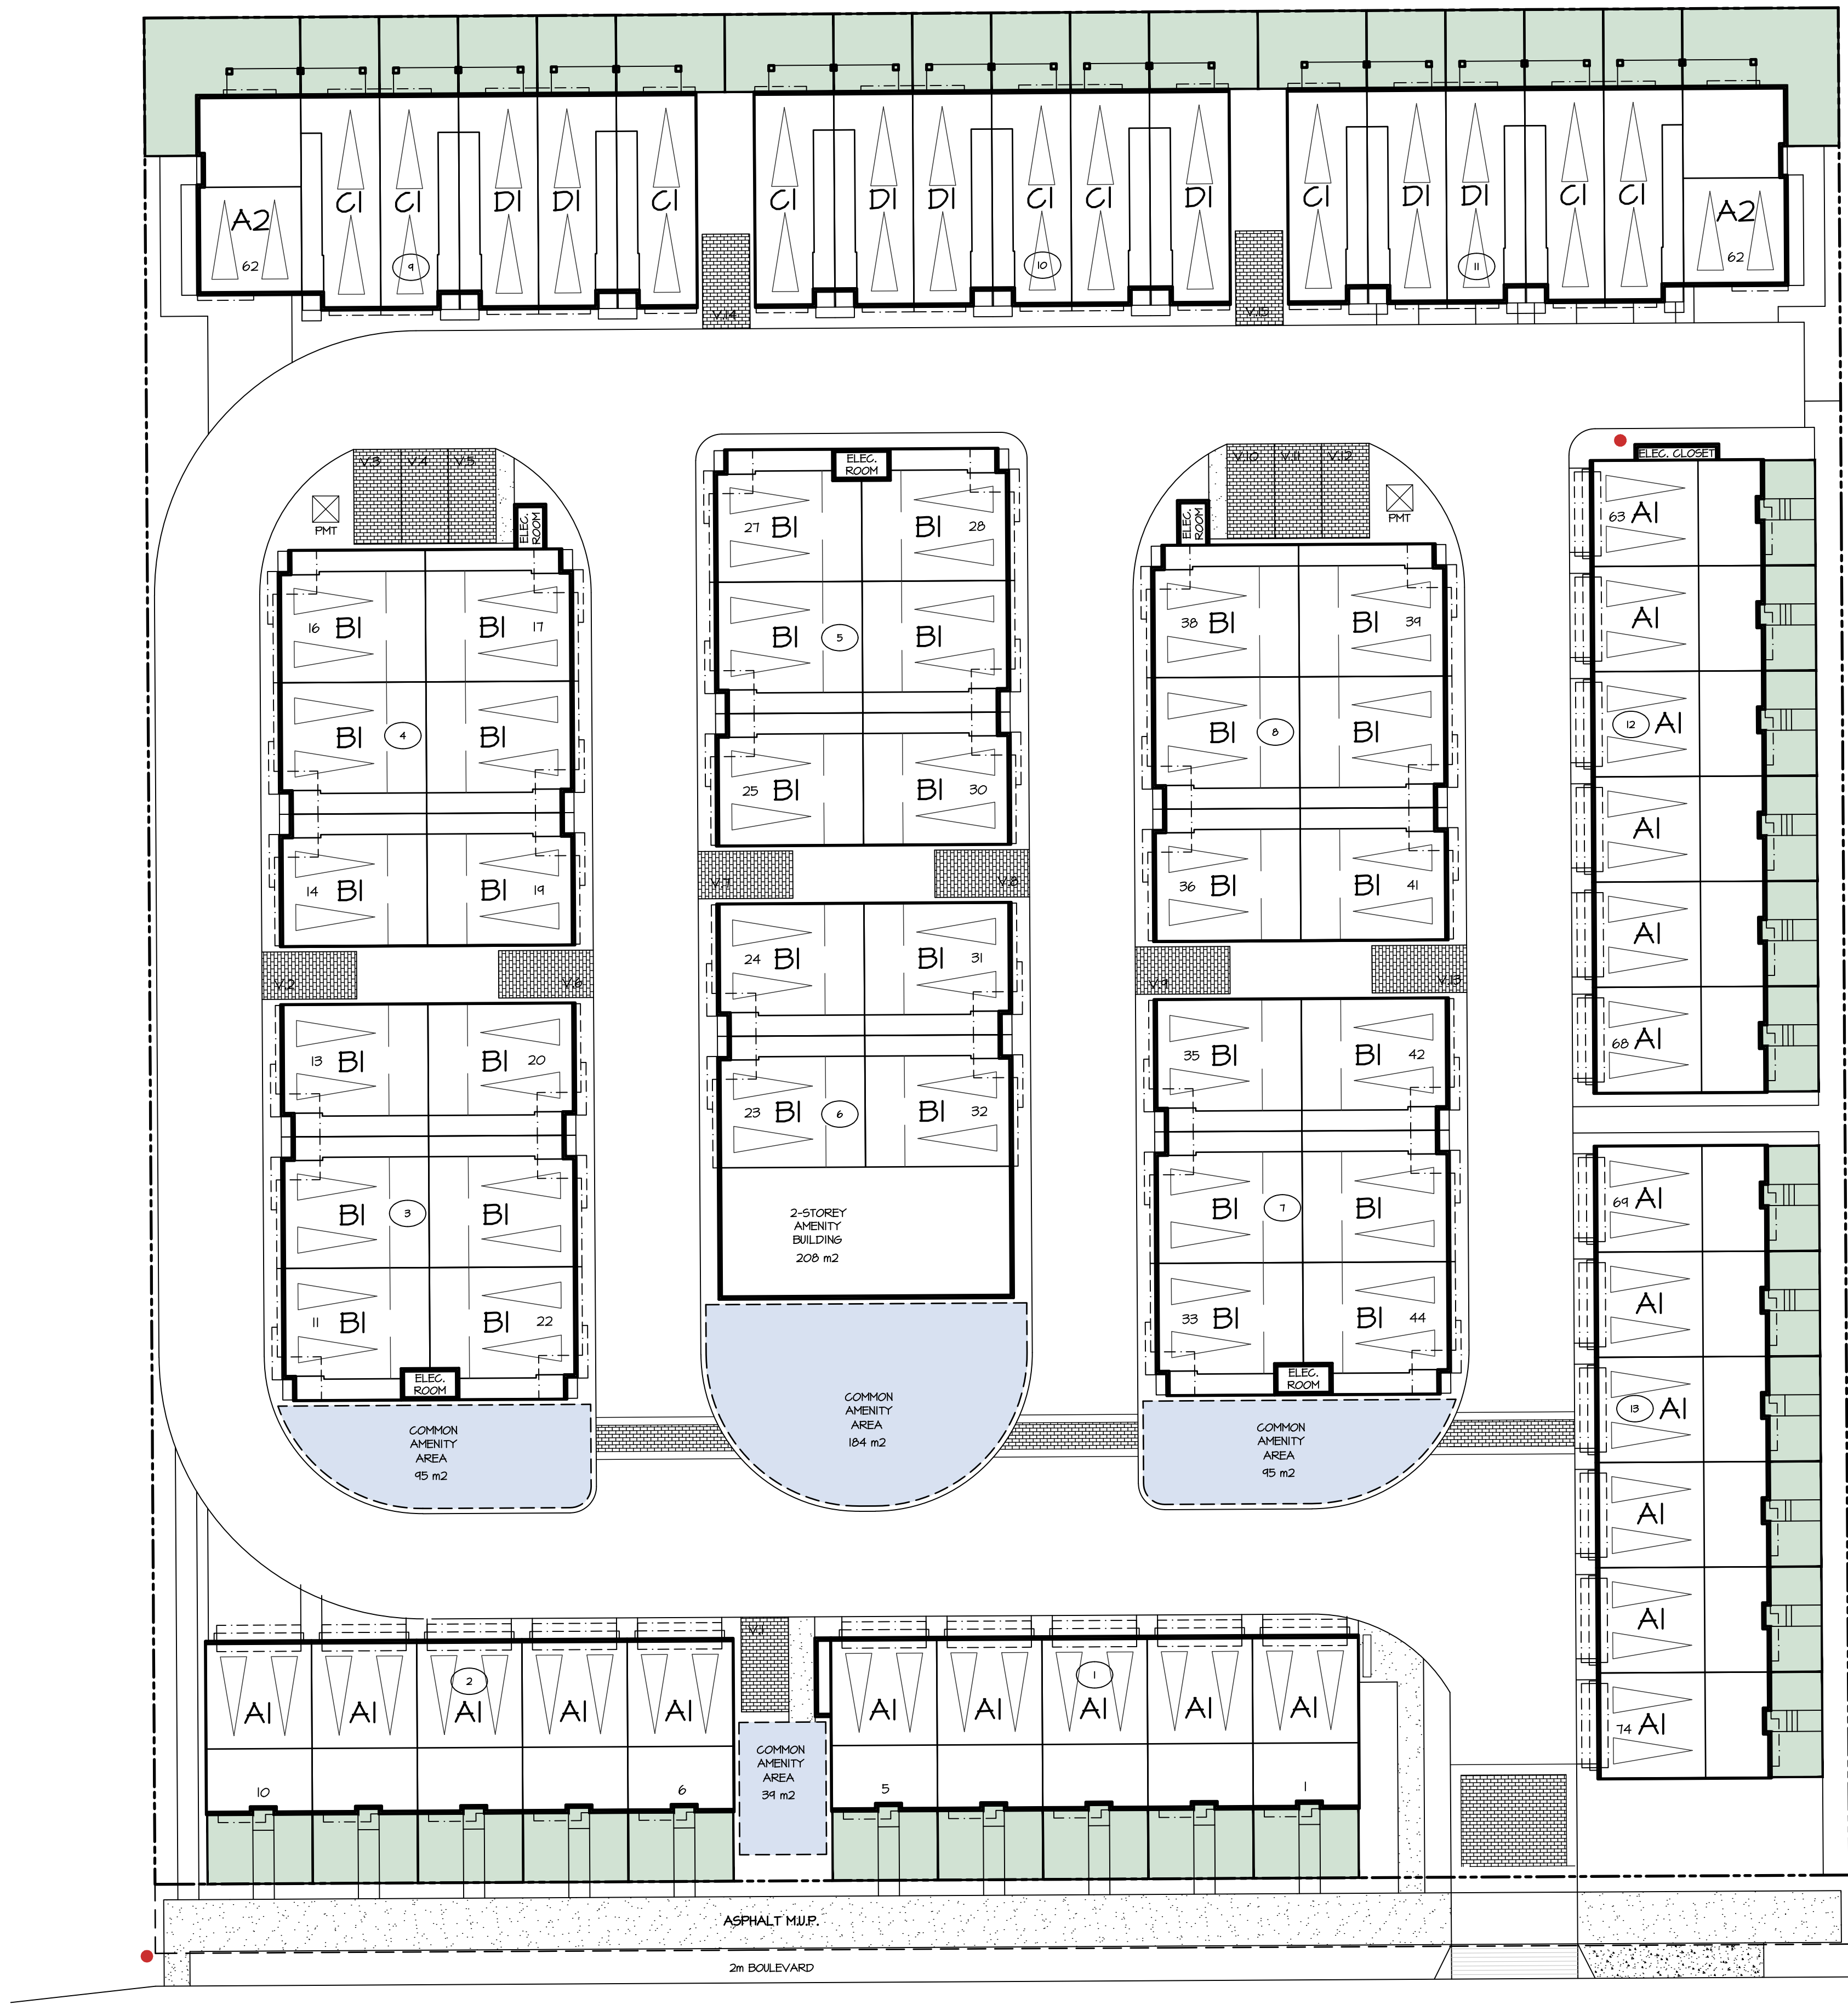 A2
C1
C1
D1
D1
C1
C1
D1
D1
C1
C1
D1
C1
D1
D1
C1
C1
A2
62
9
10
11
62
V.14
V.15
ELEC. CLOSET
V.3
V.4
V.5
PMT
ELEC.
ROOM
ELEC.
ROOM
27
B1
B1
28
B1
5
B1
25
B1
B1
30
V.10
V.11
V.12
PMT
ELEC.
ROOM
16
B1
B1
17
B1
4
B1
14
B1
B1
19
V.2
V.6
V.7
V.8
38
B1
B1
39
B1
8
B1
36
B1
B1
41
V.9
V.13
63
A1
A1
12
A1
A1
A1
68
A1
13
B1
B1
20
B1
3
B1
11
B1
B1
22
ELEC.
ROOM
24
B1
B1
31
23
B1
6
B1
32
2-STOREY
AMENITY
BUILDING
208 m2
35
B1
B1
42
B1
7
B1
33
B1
B1
44
ELEC.
ROOM
69
A1
A1
13
A1
A1
A1
74
A1
COMMON
AMENITY
AREA
95 m2
COMMON
AMENITY
AREA
184 m2
COMMON
AMENITY
AREA
95 m2
V.1
2
1
A1
A1
A1
A1
A1
A1
A1
A1
A1
A1
COMMON
AMENITY
AREA
39 m2
10
6
5
1
ASPHALT M.U.P.
2m BOULEVARD